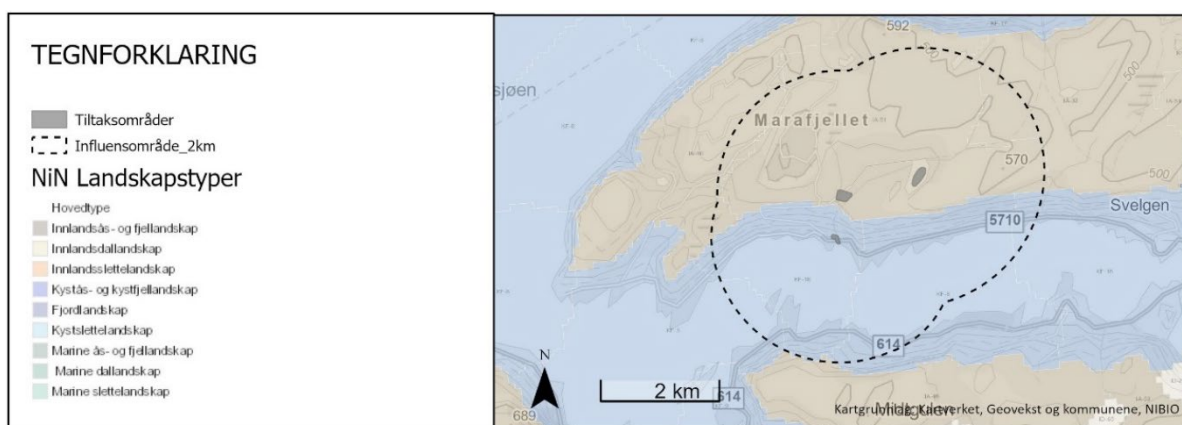 TEGNFORKLARING
Tiltaksområder
Influensområde_2km
NiN Landskapstyper
Hovedtype
Innlandsås- og fjellandskap
Innlandsdallandskap
Innlandsslettelandskap
Kystås- og kystfjellandskap
Fjordlandskap
Kystslettelandskap
Marine ås- og fjellandskap
Marine dallandskap
Marine slettelandskap
592
500
sjøen
Marafjellet
570
500
Svelgen
5710
614
N
2 km
614
689
Midtgulen
Kartgrunnlag: Kartverket, Geovekst og kommunene, NIBIO